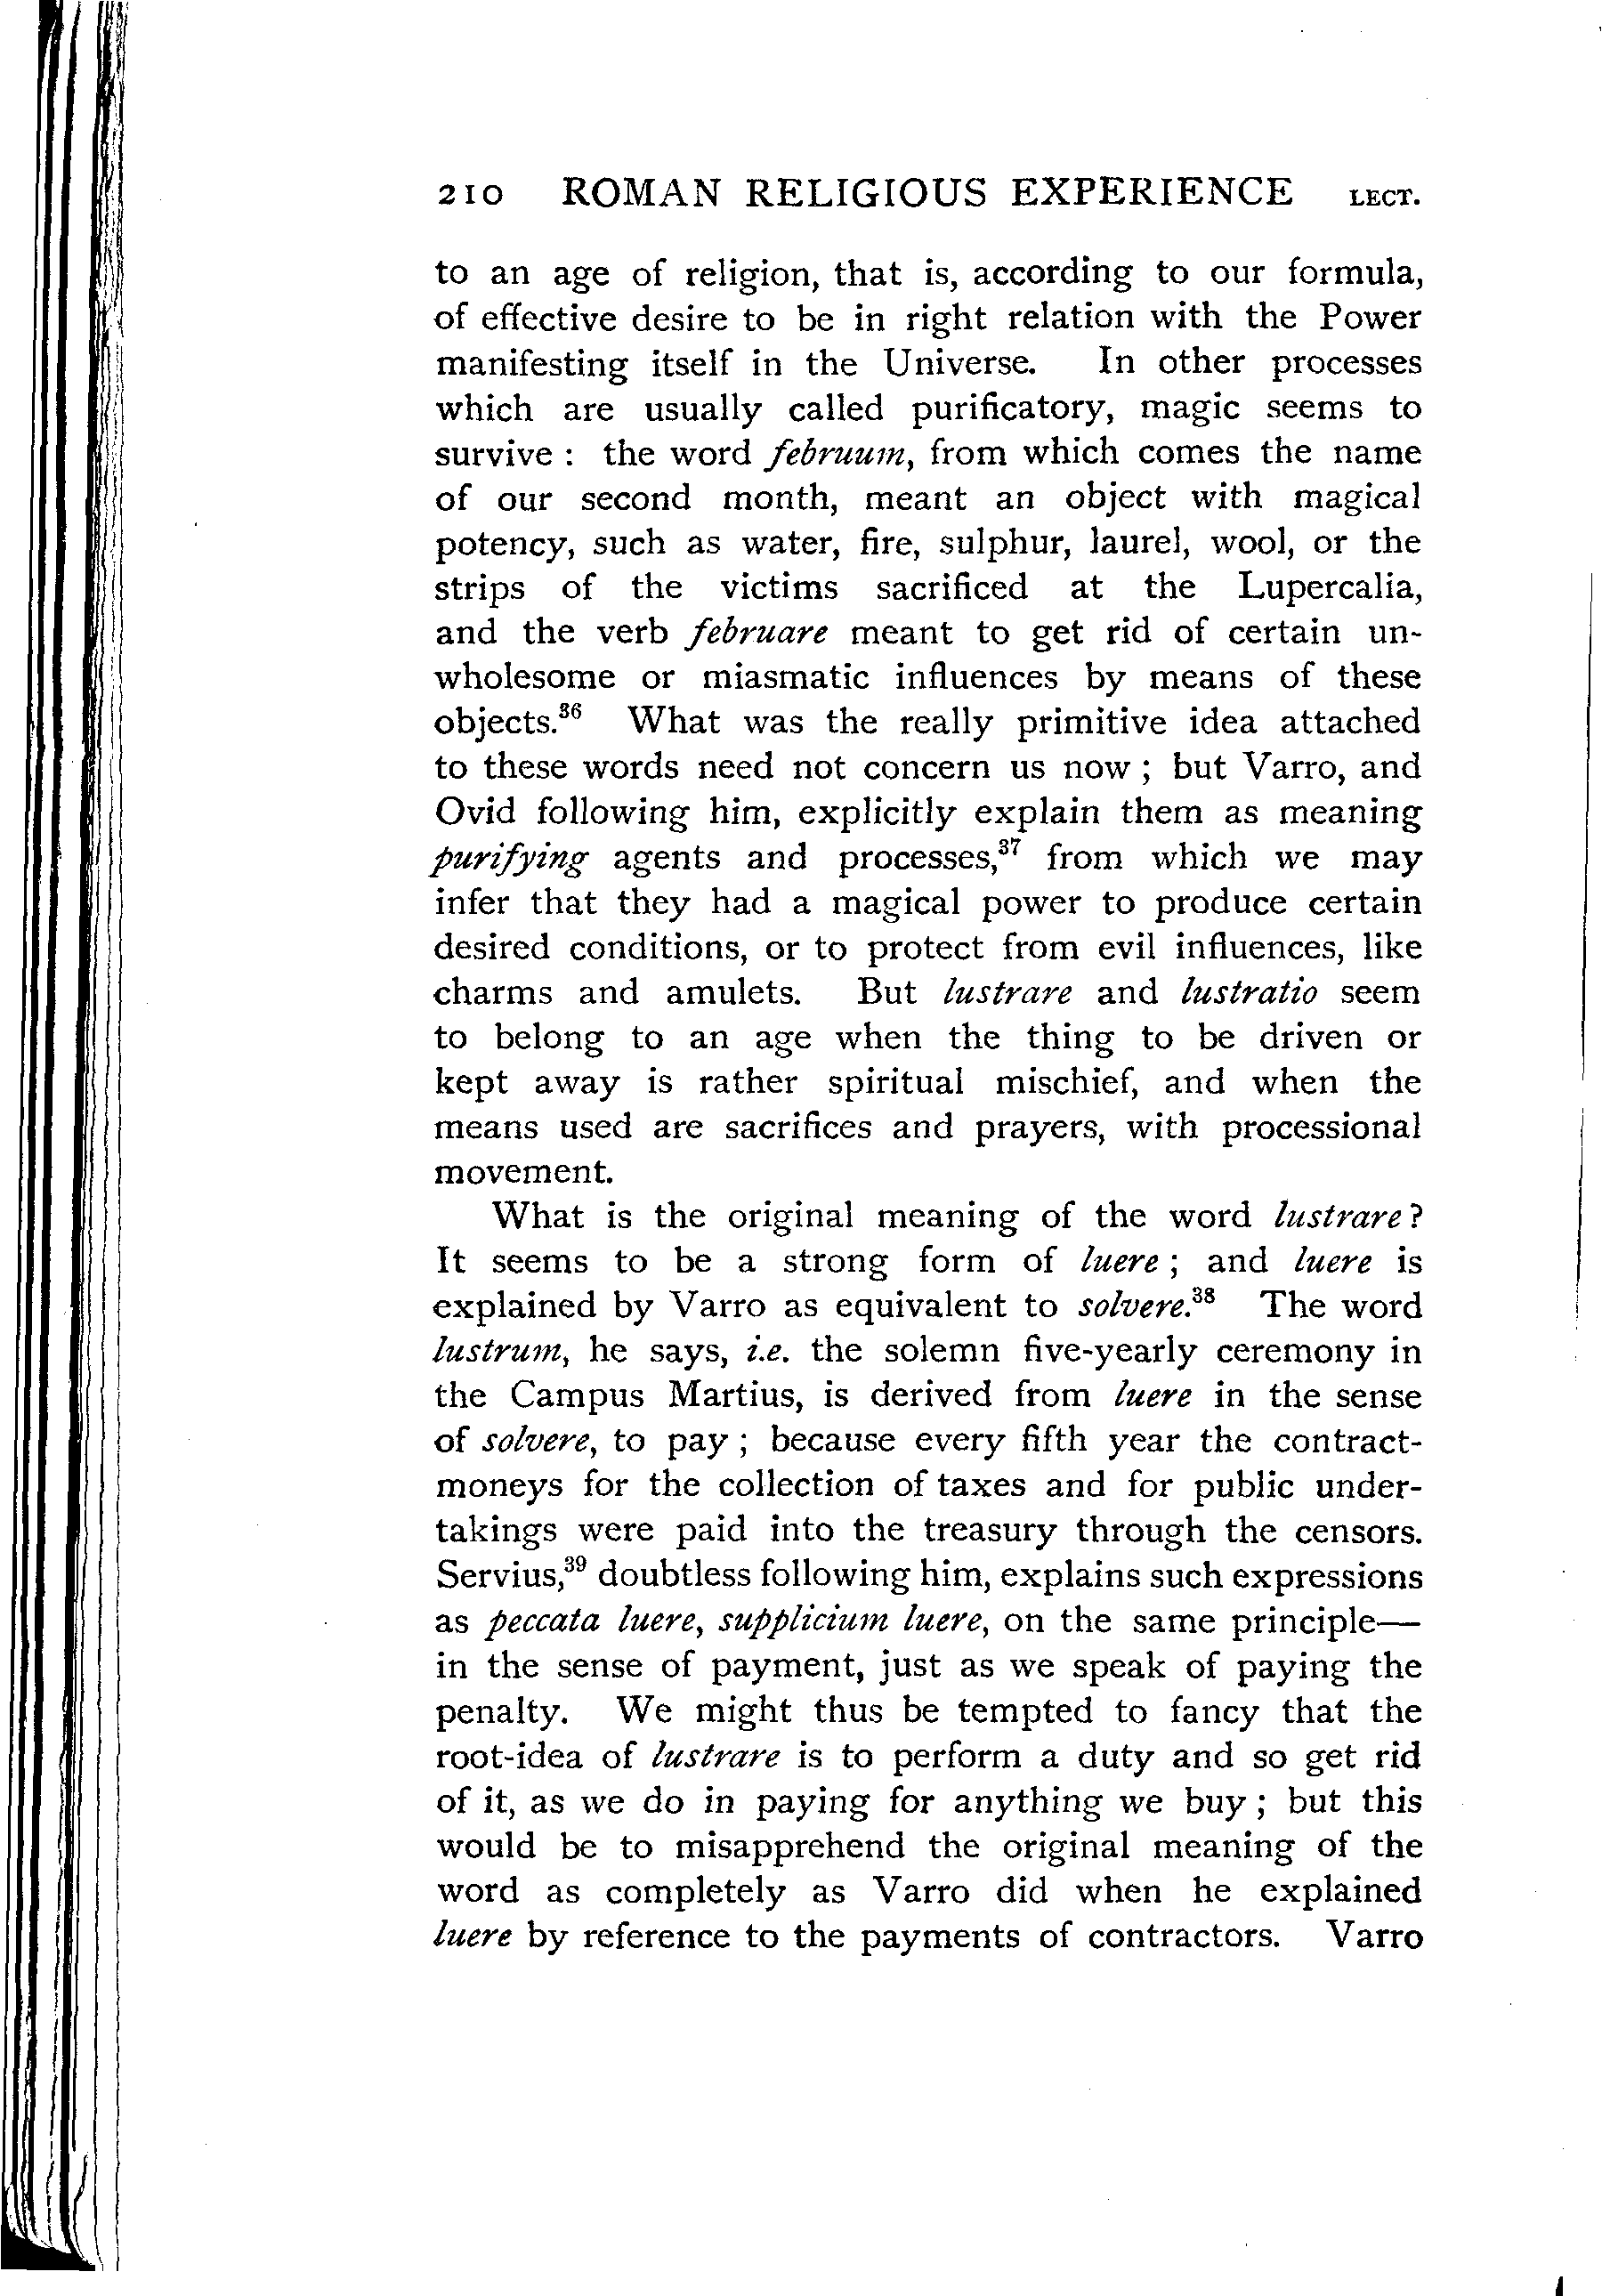 210 ROMAN RELIGIOUS EXPERIENCE LECT.
to an age of religion, that is, according to our formula,
of effective desire to be in right relation with the Power
manifesting itself in the Universe. In other processes
which are usually called purificatory, magic seems to
survive : the word februum, from which comes the name
of our second month, meant an object with magical
potency, such as water, fire, sulphur, laurel, wool, or the
strips of the victims sacrificed at the Lupercalia,
and the verb februare meant to get rid of certain un-
wholesome or miasmatic influences by means of these
objects.³⁶ What was the really primitive idea attached
to these words need not concern us now ; but Varro, and
Ovid following him, explicitly explain them as meaning
purifying agents and processes,³⁷ from which we may
infer that they had a magical power to produce certain
desired conditions, or to protect from evil influences, like
charms and amulets. But lustrare and lustratio seem
to belong to an age when the thing to be driven or
kept away is rather spiritual mischief, and when the
means used are sacrifices and prayers, with processional
movement.
What is the original meaning of the word lustrare ?
It seems to be a strong form of luere ; and luere is
explained by Varro as equivalent to solvere.³⁸ The word
lustrum, he says, i.e. the solemn five-yearly ceremony in
the Campus Martius, is derived from luere in the sense
of solvere, to pay ; because every fifth year the contract-
moneys for the collection of taxes and for public under-
takings were paid into the treasury through the censors.
Servius,³⁹ doubtless following him, explains such expressions
as peccata luere, supplicium luere, on the same principle—
in the sense of payment, just as we speak of paying the
penalty. We might thus be tempted to fancy that the
root-idea of lustrare is to perform a duty and so get rid
of it, as we do in paying for anything we buy ; but this
would be to misapprehend the original meaning of the
word as completely as Varro did when he explained
luere by reference to the payments of contractors. Varro